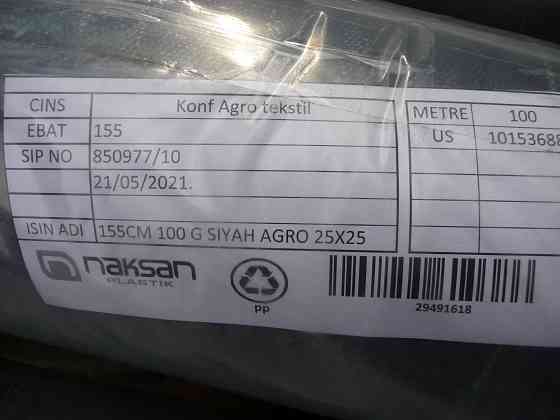 CINS Konf Agro tekstil
EBAT 155
SIP NO 850977/10
21/05/2021.
ISIN ADI 155CM 100 G SIYAH AGRO 25X25
METRE 100
US 10153688
naksan
PLASTIK
PP
29491618